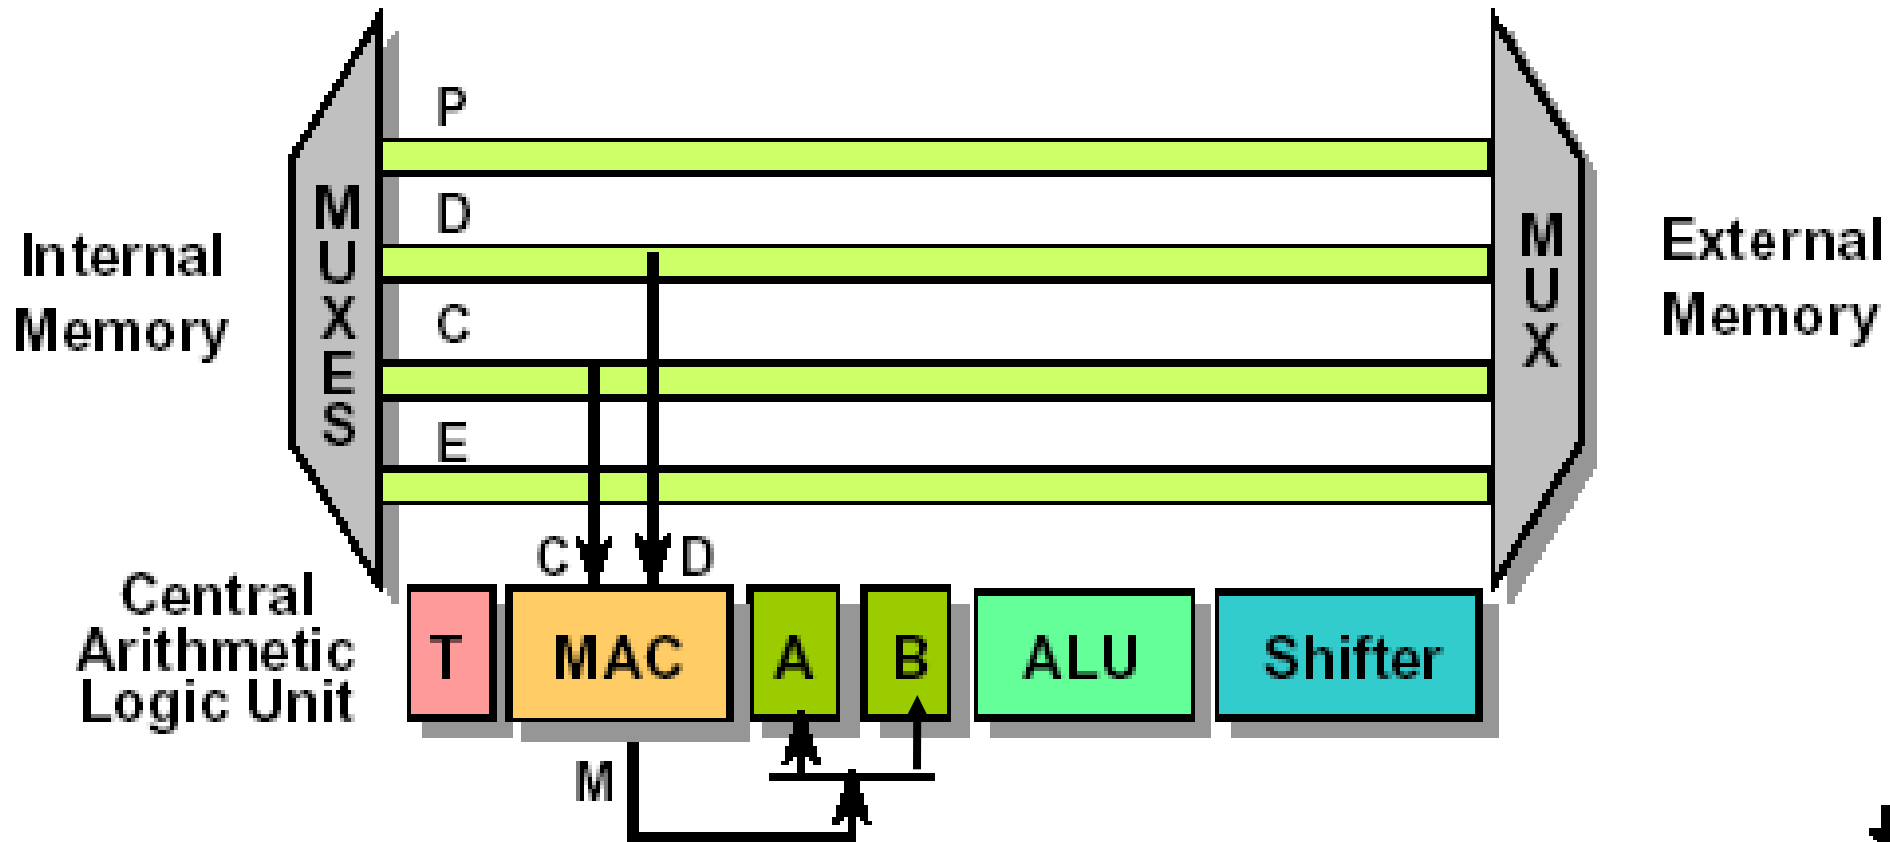 P
D
C
E
MUXES
MUX
Internal
Memory
External
Memory
C
D
Central
Arithmetic
Logic Unit
T
MAC
A
B
ALU
Shifter
M